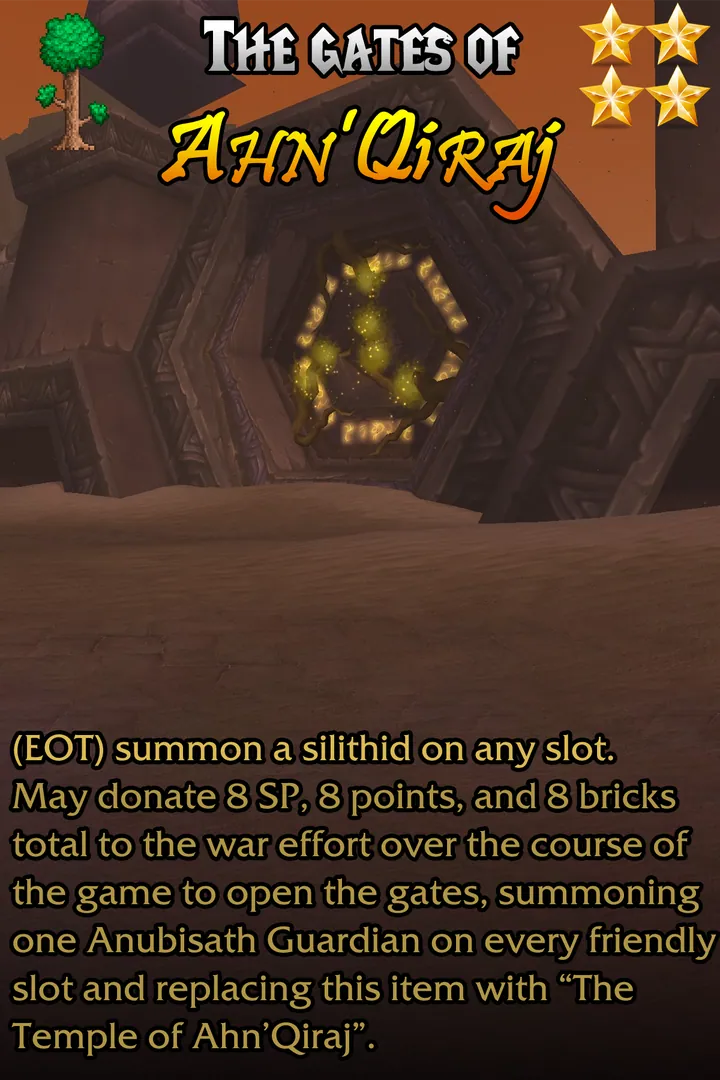 The gates of
Ahn'Qiraj
(EOT) summon a silithid on any slot.
May donate 8 SP, 8 points, and 8 bricks
total to the war effort over the course of
the game to open the gates, summoning
one Anubisath Guardian on every friendly
slot and replacing this item with “The
Temple of Ahn’Qiraj”.